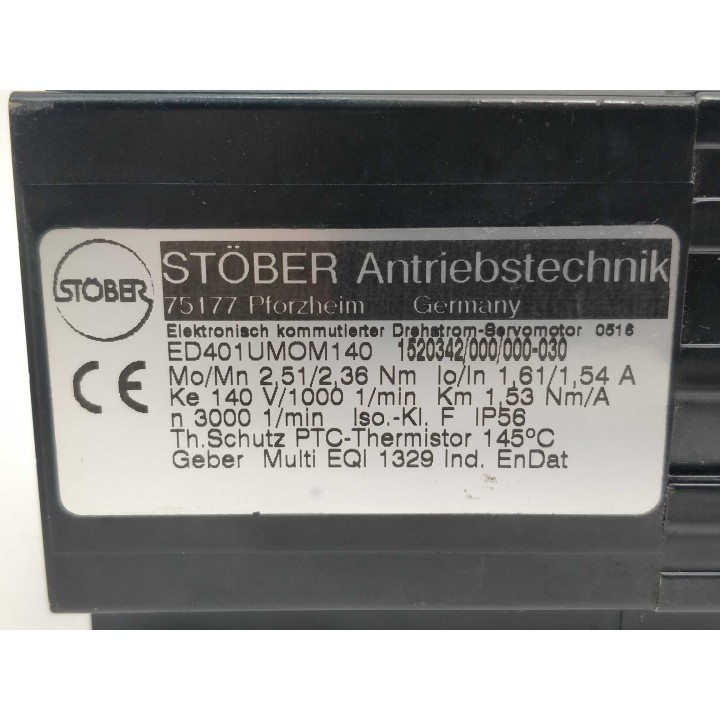 STÖBER
STÖBER Antriebstechnik
75177 Pforzheim Germany
Elektronisch kommutierter Drehstrom-Servomotor 0516
ED401UMOM140 1520342/000/000-030
CE
Mo/Mn 2,51/2,36 Nm Io/In 1,61/1,54 A
Ke 140 V/1000 1/min Km 1,53 Nm/A
n 3000 1/min Iso.-Kl. F IP56
Th.Schutz PTC-Thermistor 145°C
Geber Multi EQI 1329 Ind. EnDat